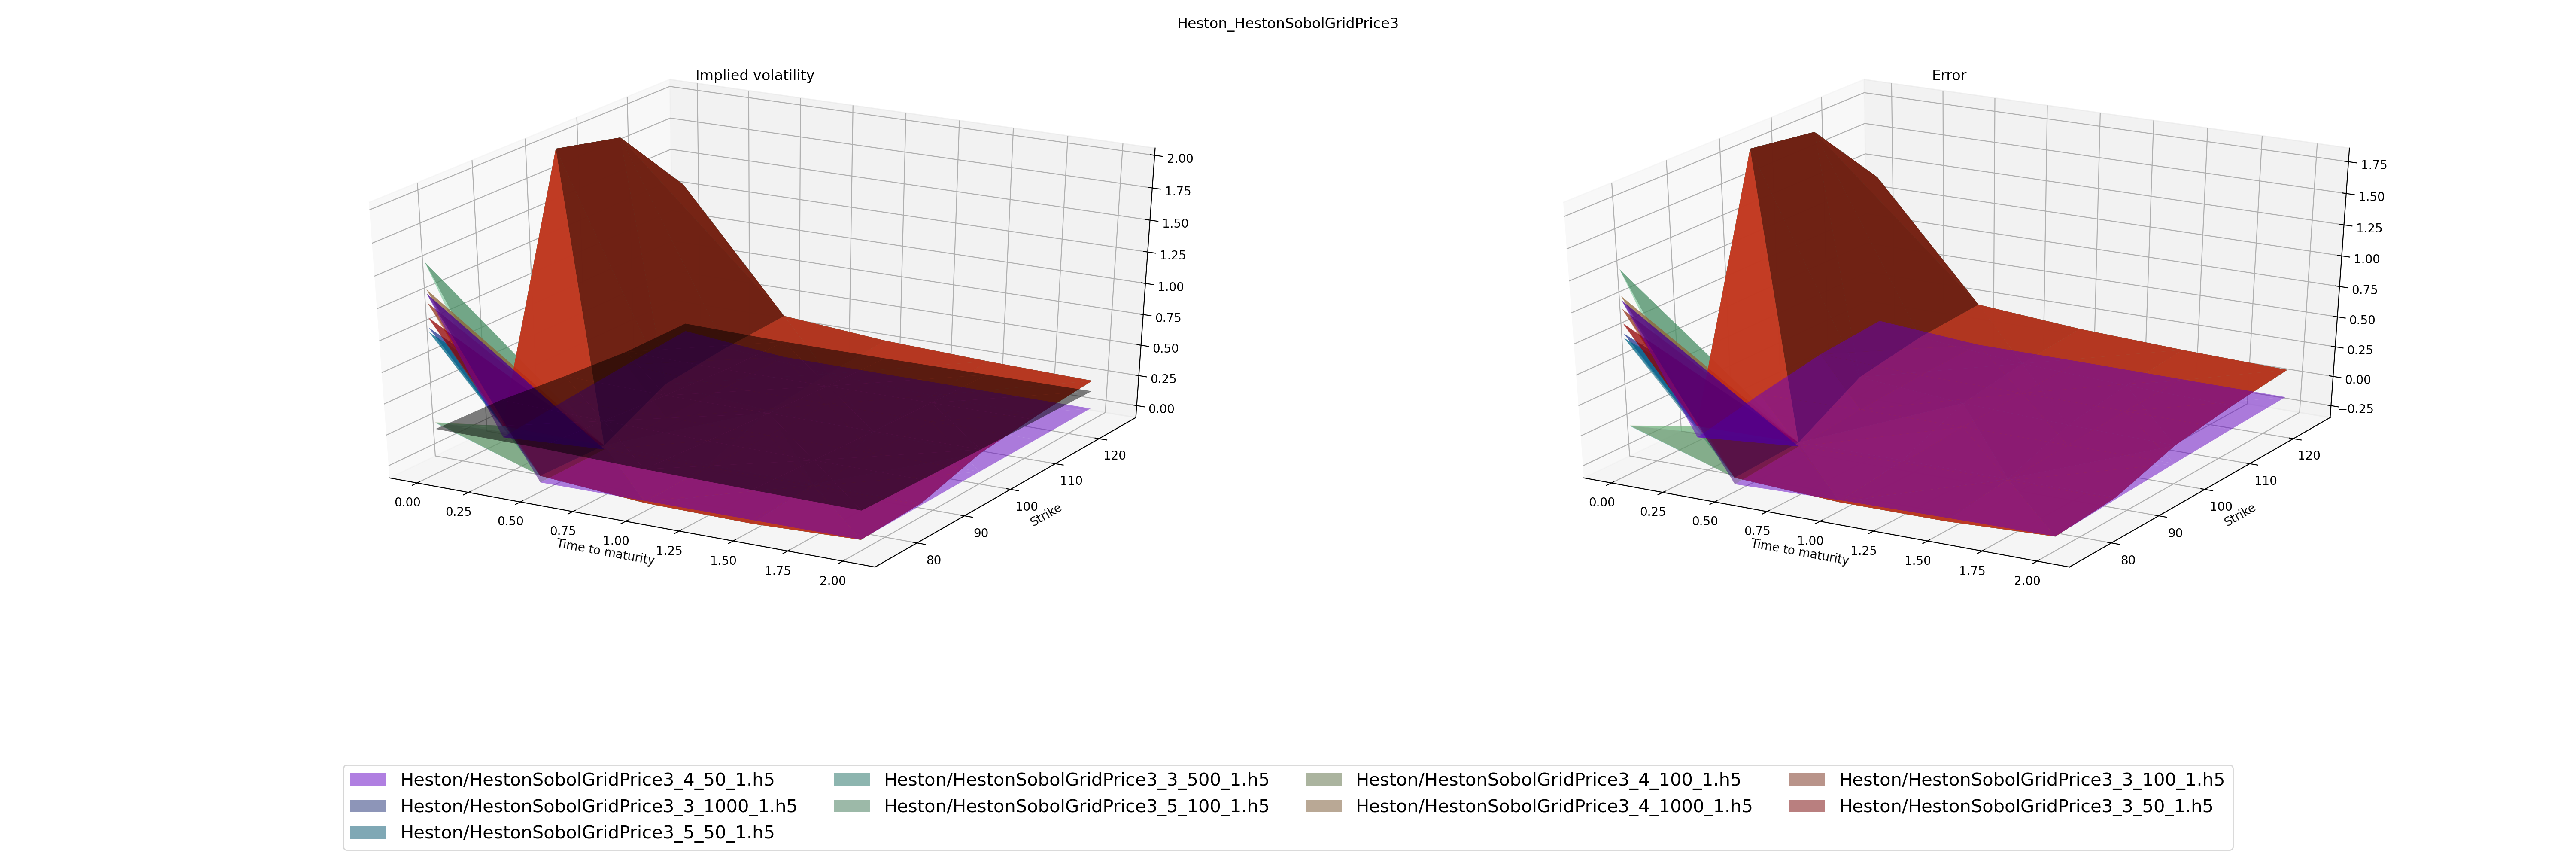 Heston_HestonSobolGridPrice3
Implied volatility
2.00
1.75
1.50
1.25
1.00
0.75
0.50
0.25
0.00
120
110
100
90
80
Strike
0.00
0.25
0.50
0.75
1.00
1.25
1.50
1.75
2.00
Time to maturity
Error
1.75
1.50
1.25
1.00
0.75
0.50
0.25
0.00
−0.25
120
110
100
90
80
Strike
0.00
0.25
0.50
0.75
1.00
1.25
1.50
1.75
2.00
Time to maturity
Heston/HestonSobolGridPrice3_4_50_1.h5
Heston/HestonSobolGridPrice3_3_1000_1.h5
Heston/HestonSobolGridPrice3_5_50_1.h5
Heston/HestonSobolGridPrice3_3_500_1.h5
Heston/HestonSobolGridPrice3_5_100_1.h5
Heston/HestonSobolGridPrice3_4_100_1.h5
Heston/HestonSobolGridPrice3_4_1000_1.h5
Heston/HestonSobolGridPrice3_3_100_1.h5
Heston/HestonSobolGridPrice3_3_50_1.h5